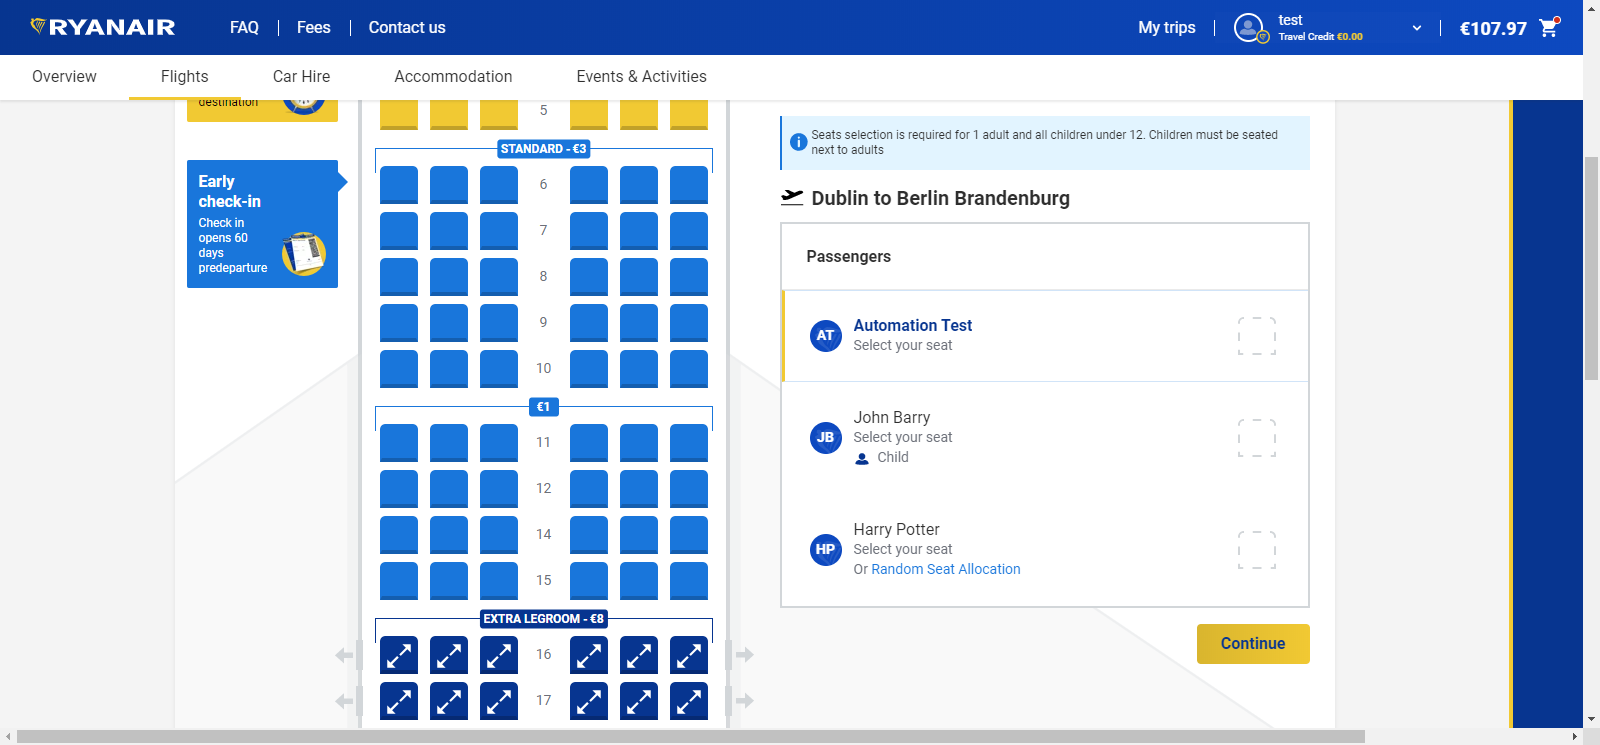 RYANAIR
FAQ
Fees
Contact us
My trips
test
Travel Credit €0.00
€107.97
Overview
Flights
Car Hire
Accommodation
Events & Activities
destination
Early
check-in
Check in
opens 60
days
predeparture
5
STANDARD - €3
6
7
8
9
10
€1
11
12
14
15
EXTRA LEGROOM - €8
16
17
Seats selection is required for 1 adult and all children under 12. Children must be seated
next to adults
Dublin to Berlin Brandenburg
Passengers
AT
Automation Test
Select your seat
JB
John Barry
Select your seat
Child
HP
Harry Potter
Select your seat
Or Random Seat Allocation
Continue